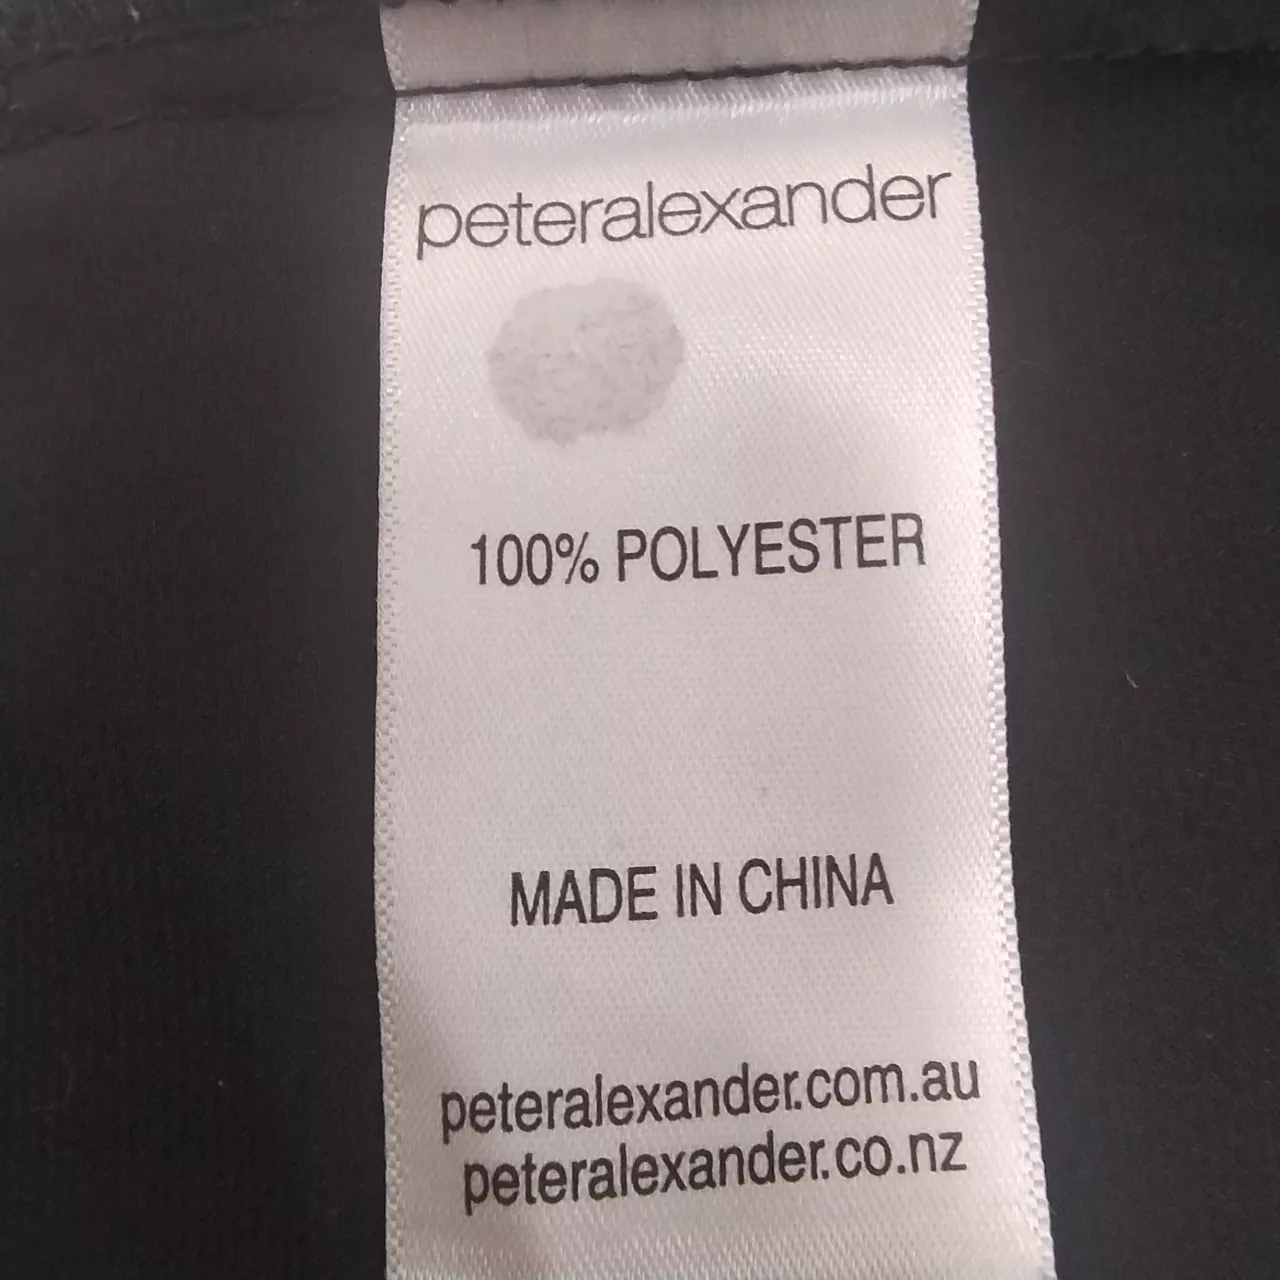 peteralexander
100% POLYESTER
MADE IN CHINA
peteralexander.com.au
peteralexander.co.nz